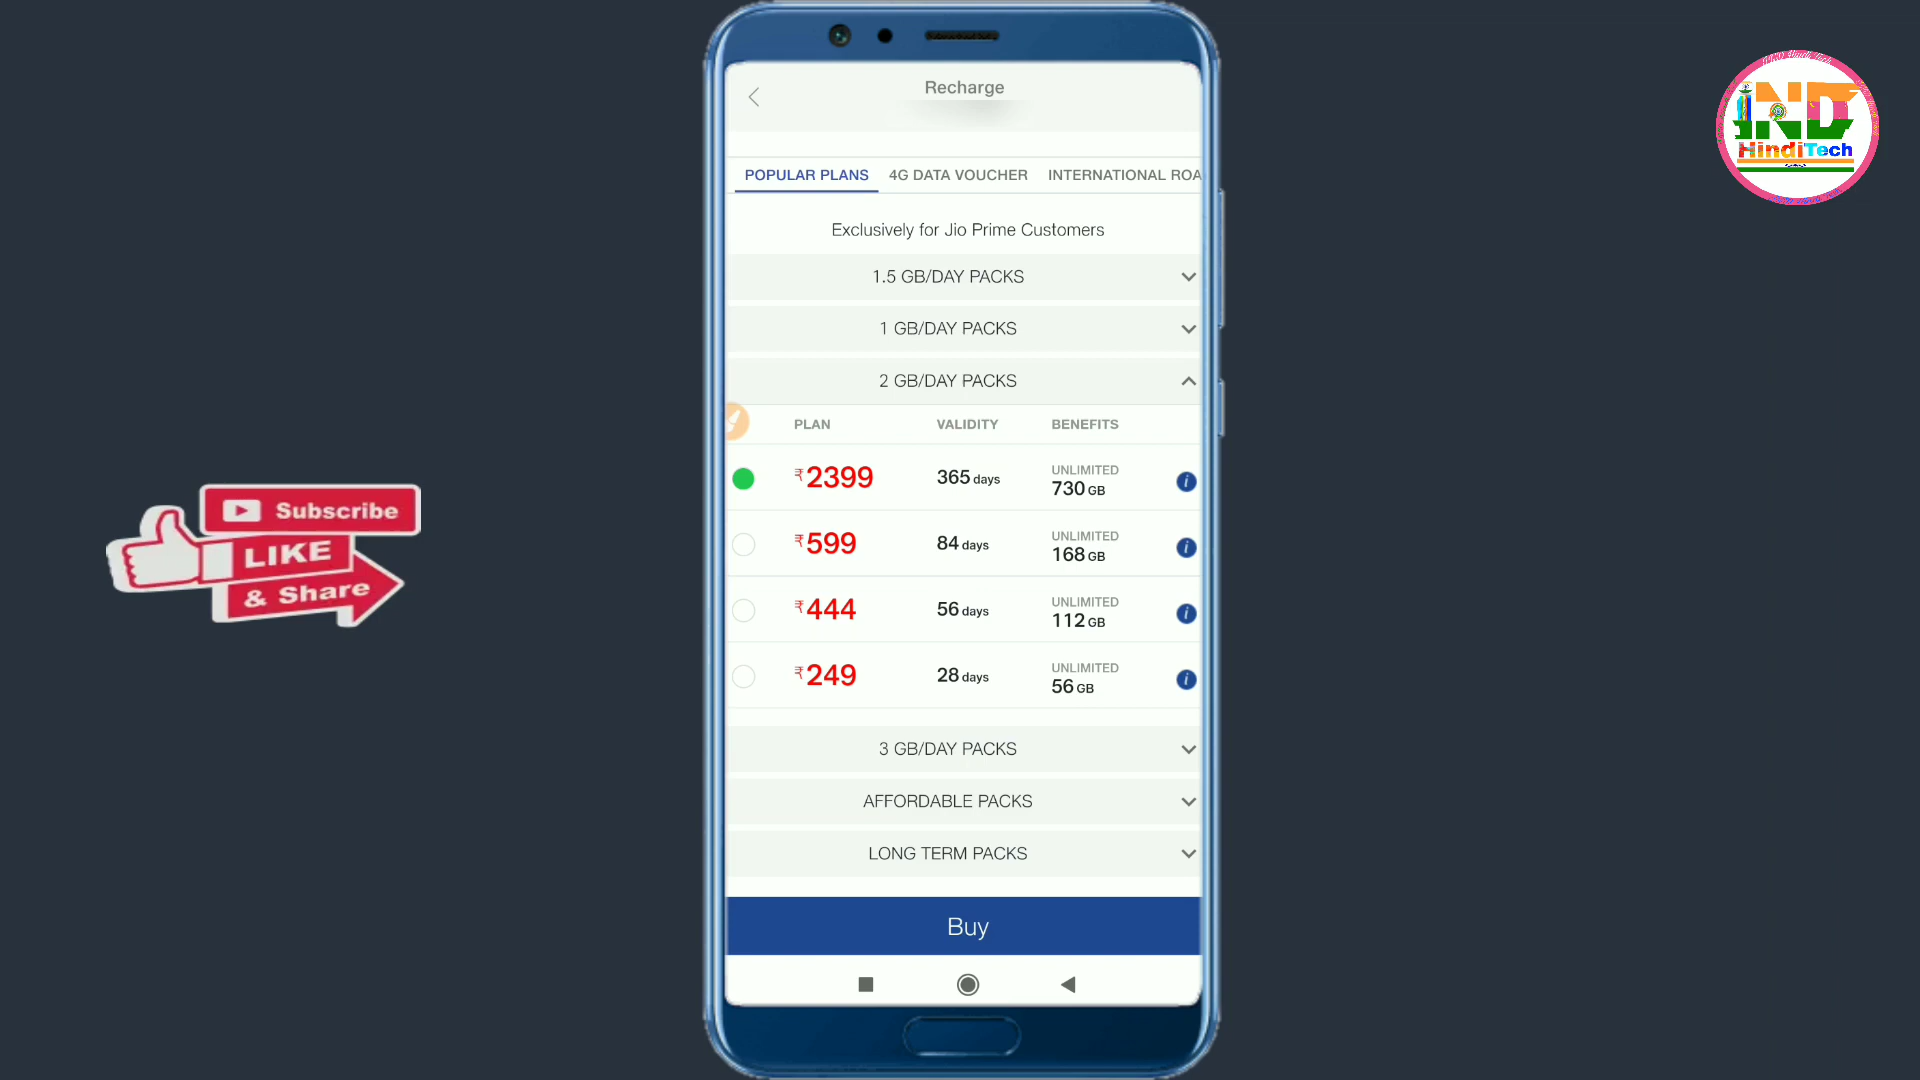 Recharge
POPULAR PLANS 4G DATA VOUCHER INTERNATIONAL ROA
Exclusively for Jio Prime Customers
1.5 GB/DAY PACKS
1 GB/DAY PACKS
2 GB/DAY PACKS
PLAN VALIDITY BENEFITS
₹2399 365 days UNLIMITED 730 GB
₹599 84 days UNLIMITED 168 GB
₹444 56 days UNLIMITED 112 GB
₹249 28 days UNLIMITED 56 GB
3 GB/DAY PACKS
AFFORDABLE PACKS
LONG TERM PACKS
Buy
Subscribe
LIKE
& Share
iND
HindiTech